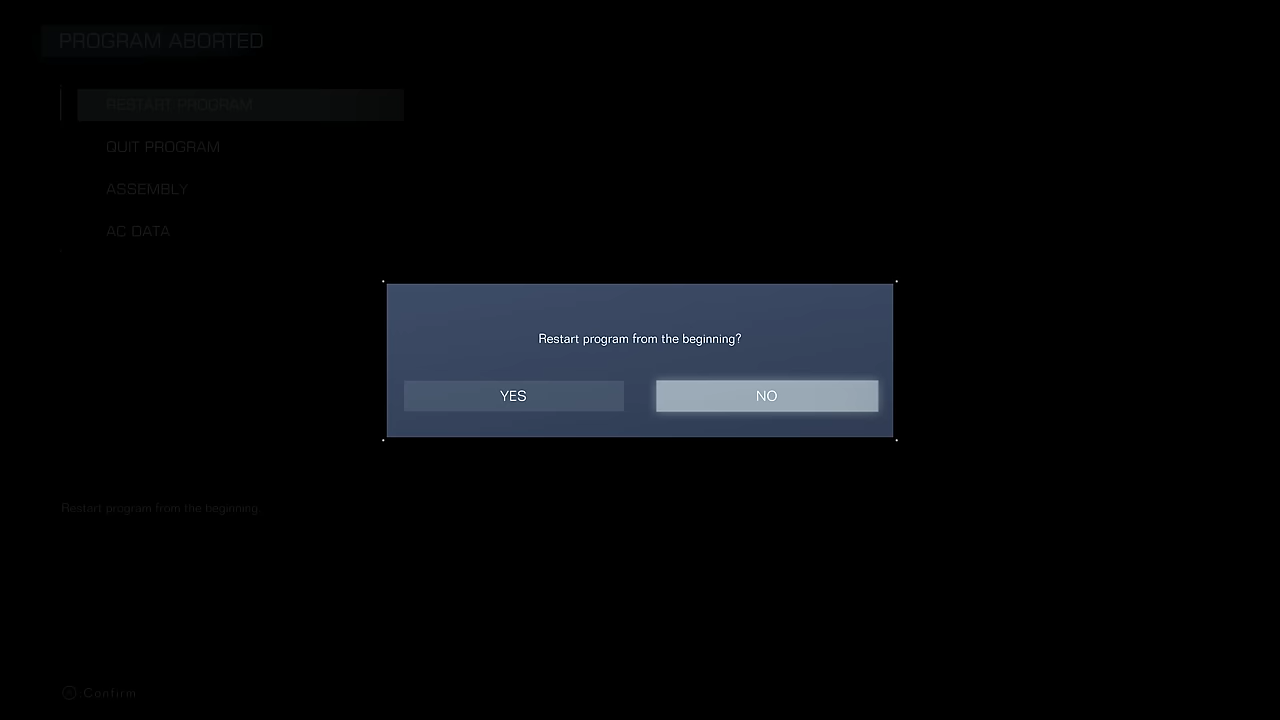 PROGRAM ABORTED
RESTART PROGRAM
QUIT PROGRAM
ASSEMBLY
AC DATA
Restart program from the beginning?
YES
NO
Restart program from the beginning.
Confirm